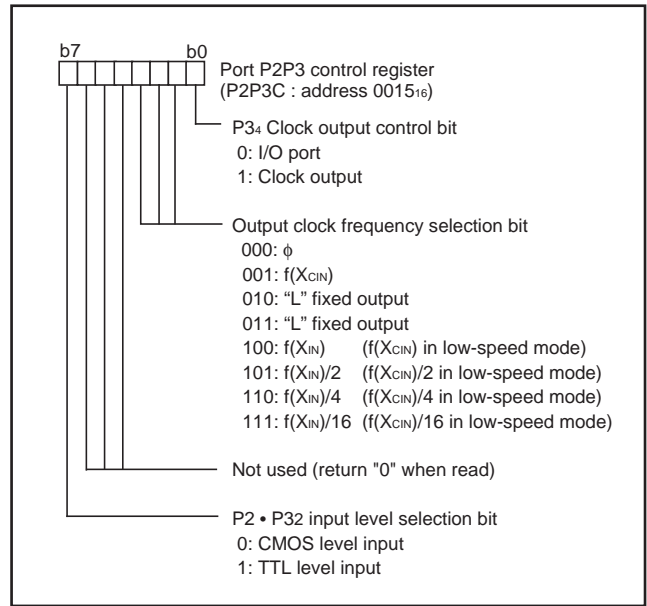 b7 b0
Port P2P3 control register
(P2P3C : address 0015₁₆)
P3₄ Clock output control bit
0: I/O port
1: Clock output
Output clock frequency selection bit
000: ϕ
001: f(XCIN)
010: “L” fixed output
011: “L” fixed output
100: f(XIN) (f(XCIN) in low-speed mode)
101: f(XIN)/2 (f(XCIN)/2 in low-speed mode)
110: f(XIN)/4 (f(XCIN)/4 in low-speed mode)
111: f(XIN)/16 (f(XCIN)/16 in low-speed mode)
Not used (return "0" when read)
P2 • P32 input level selection bit
0: CMOS level input
1: TTL level input